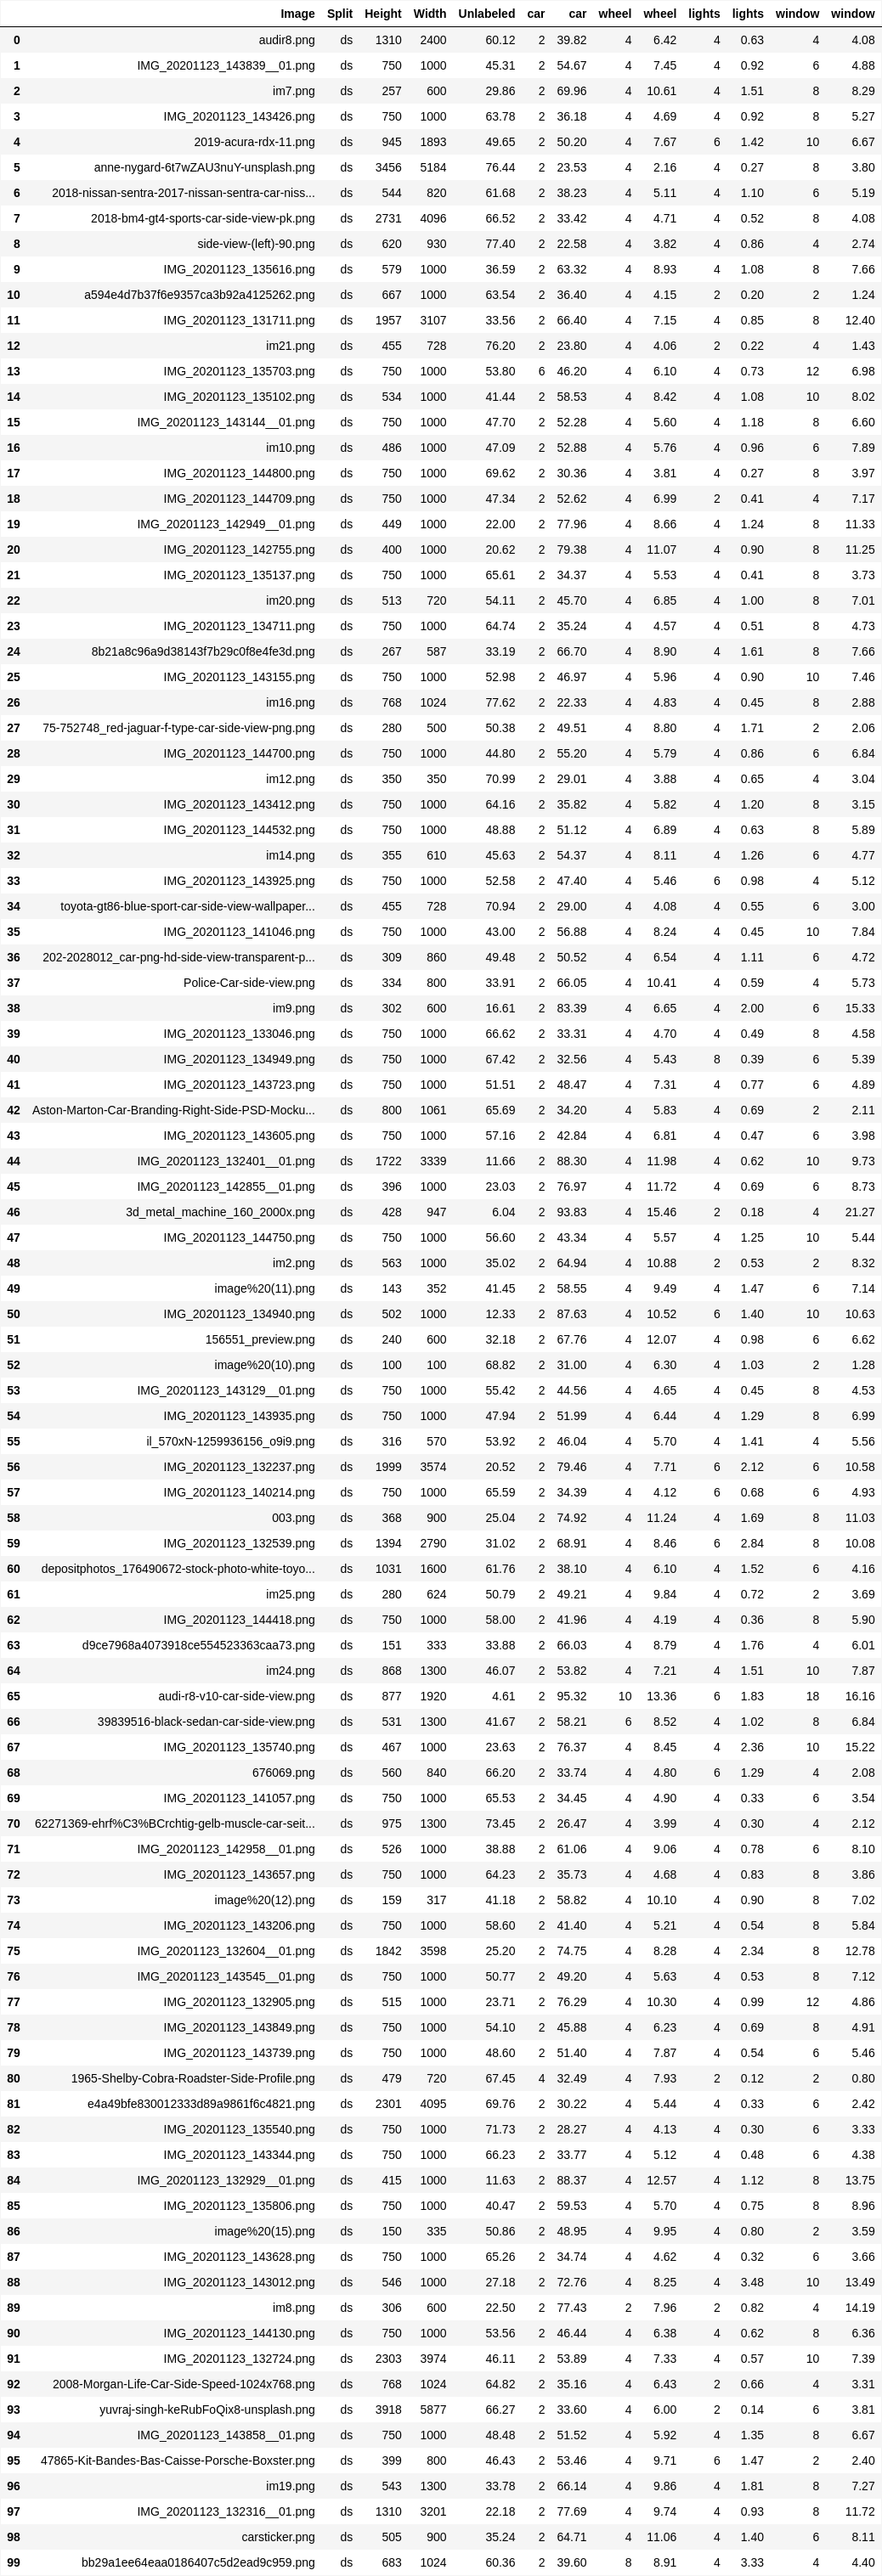 Image Split Height Width Unlabeled car car wheel wheel lights lights window window
0 audir8.png ds 1310 2400 60.12 2 39.82 4 6.42 4 0.63 4 4.08
1 IMG_20201123_143839__01.png ds 750 1000 45.31 2 54.67 4 7.45 4 0.92 6 4.88
2 im7.png ds 257 600 29.86 2 69.96 4 10.61 4 1.51 8 8.29
3 IMG_20201123_143426.png ds 750 1000 63.78 2 36.18 4 4.69 4 0.92 8 5.27
4 2019-acura-rdx-11.png ds 945 1893 49.65 2 50.20 4 7.67 6 1.42 10 6.67
5 anne-nygard-6t7wZAU3nuY-unsplash.png ds 3456 5184 76.44 2 23.53 4 2.16 4 0.27 8 3.80
6 2018-nissan-sentra-2017-nissan-sentra-car-niss... ds 544 820 61.68 2 38.23 4 5.11 4 1.10 6 5.19
7 2018-bm4-gt4-sports-car-side-view-pk.png ds 2731 4096 66.52 2 33.42 4 4.71 4 0.52 8 4.08
8 side-view-(left)-90.png ds 620 930 77.40 2 22.58 4 3.82 4 0.86 4 2.74
9 IMG_20201123_135616.png ds 579 1000 36.59 2 63.32 4 8.93 4 1.08 8 7.66
10 a594e4d7b37f6e9357ca3b92a4125262.png ds 667 1000 63.54 2 36.40 4 4.15 2 0.20 2 1.24
11 IMG_20201123_131711.png ds 1957 3107 33.56 2 66.40 4 7.15 4 0.85 8 12.40
12 im21.png ds 455 728 76.20 2 23.80 4 4.06 2 0.22 4 1.43
13 IMG_20201123_135703.png ds 750 1000 53.80 6 46.20 4 6.10 4 0.73 12 6.98
14 IMG_20201123_135102.png ds 534 1000 41.44 2 58.53 4 8.42 4 1.08 10 8.02
15 IMG_20201123_143144__01.png ds 750 1000 47.70 2 52.28 4 5.60 4 1.18 8 6.60
16 im10.png ds 486 1000 47.09 2 52.88 4 5.76 4 0.96 6 7.89
17 IMG_20201123_144800.png ds 750 1000 69.62 2 30.36 4 3.81 4 0.27 8 3.97
18 IMG_20201123_144709.png ds 750 1000 47.34 2 52.62 4 6.99 2 0.41 4 7.17
19 IMG_20201123_142949__01.png ds 449 1000 22.00 2 77.96 4 8.66 4 1.24 8 11.33
20 IMG_20201123_142755.png ds 400 1000 20.62 2 79.38 4 11.07 4 0.90 8 11.25
21 IMG_20201123_135137.png ds 750 1000 65.61 2 34.37 4 5.53 4 0.41 8 3.73
22 im20.png ds 513 720 54.11 2 45.70 4 6.85 4 1.00 8 7.01
23 IMG_20201123_134711.png ds 750 1000 64.74 2 35.24 4 4.57 4 0.51 8 4.73
24 8b21a8c96a9d38143f7b29c0f8e4fe3d.png ds 267 587 33.19 2 66.70 4 8.90 4 1.61 8 7.66
25 IMG_20201123_143155.png ds 750 1000 52.98 2 46.97 4 5.96 4 0.90 10 7.46
26 im16.png ds 768 1024 77.62 2 22.33 4 4.83 4 0.45 8 2.88
27 75-752748_red-jaguar-f-type-car-side-view-png.png ds 280 500 50.38 2 49.51 4 8.80 4 1.71 2 2.06
28 IMG_20201123_144700.png ds 750 1000 44.80 2 55.20 4 5.79 4 0.86 6 6.84
29 im12.png ds 350 350 70.99 2 29.01 4 3.88 4 0.65 4 3.04
30 IMG_20201123_143412.png ds 750 1000 64.16 2 35.82 4 5.82 4 1.20 8 3.15
31 IMG_20201123_144532.png ds 750 1000 48.88 2 51.12 4 6.89 4 0.63 8 5.89
32 im14.png ds 355 610 45.63 2 54.37 4 8.11 4 1.26 6 4.77
33 IMG_20201123_143925.png ds 750 1000 52.58 2 47.40 4 5.46 6 0.98 4 5.12
34 toyota-gt86-blue-sport-car-side-view-wallpaper... ds 455 728 70.94 2 29.00 4 4.08 4 0.55 6 3.00
35 IMG_20201123_141046.png ds 750 1000 43.00 2 56.88 4 8.24 4 0.45 10 7.84
36 202-2028012_car-png-hd-side-view-transparent-p... ds 309 860 49.48 2 50.52 4 6.54 4 1.11 6 4.72
37 Police-Car-side-view.png ds 334 800 33.91 2 66.05 4 10.41 4 0.59 4 5.73
38 im9.png ds 302 600 16.61 2 83.39 4 6.65 4 2.00 6 15.33
39 IMG_20201123_133046.png ds 750 1000 66.62 2 33.31 4 4.70 4 0.49 8 4.58
40 IMG_20201123_134949.png ds 750 1000 67.42 2 32.56 4 5.43 8 0.39 6 5.39
41 IMG_20201123_143723.png ds 750 1000 51.51 2 48.47 4 7.31 4 0.77 6 4.89
42 Aston-Marton-Car-Branding-Right-Side-PSD-Mocku... ds 800 1061 65.69 2 34.20 4 5.83 4 0.69 2 2.11
43 IMG_20201123_143605.png ds 750 1000 57.16 2 42.84 4 6.81 4 0.47 6 3.98
44 IMG_20201123_132401__01.png ds 1722 3339 11.66 2 88.30 4 11.98 4 0.62 10 9.73
45 IMG_20201123_142855__01.png ds 396 1000 23.03 2 76.97 4 11.72 4 0.69 6 8.73
46 3d_metal_machine_160_2000x.png ds 428 947 6.04 2 93.83 4 15.46 2 0.18 4 21.27
47 IMG_20201123_144750.png ds 750 1000 56.60 2 43.34 4 5.57 4 1.25 10 5.44
48 im2.png ds 563 1000 35.02 2 64.94 4 10.88 2 0.53 2 8.32
49 image%20(11).png ds 143 352 41.45 2 58.55 4 9.49 4 1.47 6 7.14
50 IMG_20201123_134940.png ds 502 1000 12.33 2 87.63 4 10.52 6 1.40 10 10.63
51 156551_preview.png ds 240 600 32.18 2 67.76 4 12.07 4 0.98 6 6.62
52 image%20(10).png ds 100 100 68.82 2 31.00 4 6.30 4 1.03 2 1.28
53 IMG_20201123_143129__01.png ds 750 1000 55.42 2 44.56 4 4.65 4 0.45 8 4.53
54 IMG_20201123_143935.png ds 750 1000 47.94 2 51.99 4 6.44 4 1.29 8 6.99
55 il_570xN-1259936156_o9i9.png ds 316 570 53.92 2 46.04 4 5.70 4 1.41 4 5.56
56 IMG_20201123_132237.png ds 1999 3574 20.52 2 79.46 4 7.71 6 2.12 6 10.58
57 IMG_20201123_140214.png ds 750 1000 65.59 2 34.39 4 4.12 6 0.68 6 4.93
58 003.png ds 368 900 25.04 2 74.92 4 11.24 4 1.69 8 11.03
59 IMG_20201123_132539.png ds 1394 2790 31.02 2 68.91 4 8.46 6 2.84 8 10.08
60 depositphotos_176490672-stock-photo-white-toyo... ds 1031 1600 61.76 2 38.10 4 6.10 4 1.52 6 4.16
61 im25.png ds 280 624 50.79 2 49.21 4 9.84 4 0.72 2 3.69
62 IMG_20201123_144418.png ds 750 1000 58.00 2 41.96 4 4.19 4 0.36 8 5.90
63 d9ce7968a4073918ce554523363caa73.png ds 151 333 33.88 2 66.03 4 8.79 4 1.76 4 6.01
64 im24.png ds 868 1300 46.07 2 53.82 4 7.21 4 1.51 10 7.87
65 audi-r8-v10-car-side-view.png ds 877 1920 4.61 2 95.32 10 13.36 6 1.83 18 16.16
66 39839516-black-sedan-car-side-view.png ds 531 1300 41.67 2 58.21 6 8.52 4 1.02 8 6.84
67 IMG_20201123_135740.png ds 467 1000 23.63 2 76.37 4 8.45 4 2.36 10 15.22
68 676069.png ds 560 840 66.20 2 33.74 4 4.80 6 1.29 4 2.08
69 IMG_20201123_141057.png ds 750 1000 65.53 2 34.45 4 4.90 4 0.33 6 3.54
70 62271369-ehrf%C3%BCrchtig-gelb-muscle-car-seit... ds 975 1300 73.45 2 26.47 4 3.99 4 0.30 4 2.12
71 IMG_20201123_142958__01.png ds 526 1000 38.88 2 61.06 4 9.06 4 0.78 6 8.10
72 IMG_20201123_143657.png ds 750 1000 64.23 2 35.73 4 4.68 4 0.83 8 3.86
73 image%20(12).png ds 159 317 41.18 2 58.82 4 10.10 4 0.90 8 7.02
74 IMG_20201123_143206.png ds 750 1000 58.60 2 41.40 4 5.21 4 0.54 8 5.84
75 IMG_20201123_132604__01.png ds 1842 3598 25.20 2 74.75 4 8.28 4 2.34 8 12.78
76 IMG_20201123_143545__01.png ds 750 1000 50.77 2 49.20 4 5.63 4 0.53 8 7.12
77 IMG_20201123_132905.png ds 515 1000 23.71 2 76.29 4 10.30 4 0.99 12 4.86
78 IMG_20201123_143849.png ds 750 1000 54.10 2 45.88 4 6.23 4 0.69 8 4.91
79 IMG_20201123_143739.png ds 750 1000 48.60 2 51.40 4 7.87 4 0.54 6 5.46
80 1965-Shelby-Cobra-Roadster-Side-Profile.png ds 479 720 67.45 4 32.49 4 7.93 2 0.12 2 0.80
81 e4a49bfe830012333d89a9861f6c4821.png ds 2301 4095 69.76 2 30.22 4 5.44 4 0.33 6 2.42
82 IMG_20201123_135540.png ds 750 1000 71.73 2 28.27 4 4.13 4 0.30 6 3.33
83 IMG_20201123_143344.png ds 750 1000 66.23 2 33.77 4 5.12 4 0.48 6 4.38
84 IMG_20201123_132929__01.png ds 415 1000 11.63 2 88.37 4 12.57 4 1.12 8 13.75
85 IMG_20201123_135806.png ds 750 1000 40.47 2 59.53 4 5.70 4 0.75 8 8.96
86 image%20(15).png ds 150 335 50.86 2 48.95 4 9.95 4 0.80 2 3.59
87 IMG_20201123_143628.png ds 750 1000 65.26 2 34.74 4 4.62 4 0.32 6 3.66
88 IMG_20201123_143012.png ds 546 1000 27.18 2 72.76 4 8.25 4 3.48 10 13.49
89 im8.png ds 306 600 22.50 2 77.43 2 7.96 2 0.82 4 14.19
90 IMG_20201123_144130.png ds 750 1000 53.56 2 46.44 4 6.38 4 0.62 8 6.36
91 IMG_20201123_132724.png ds 2303 3974 46.11 2 53.89 4 7.33 4 0.57 10 7.39
92 2008-Morgan-Life-Car-Side-Speed-1024x768.png ds 768 1024 64.82 2 35.16 4 6.43 2 0.66 4 3.31
93 yuvraj-singh-keRubFoQix8-unsplash.png ds 3918 5877 66.27 2 33.60 4 6.00 2 0.14 6 3.81
94 IMG_20201123_143858__01.png ds 750 1000 48.48 2 51.52 4 5.92 4 1.35 8 6.67
95 47865-Kit-Bandes-Bas-Caisse-Porsche-Boxster.png ds 399 800 46.43 2 53.46 4 9.71 6 1.47 2 2.40
96 im19.png ds 543 1300 33.78 2 66.14 4 9.86 4 1.81 8 7.27
97 IMG_20201123_132316__01.png ds 1310 3201 22.18 2 77.69 4 9.74 4 0.93 8 11.72
98 carsticker.png ds 505 900 35.24 2 64.71 4 11.06 4 1.40 6 8.11
99 bb29a1ee64eaa0186407c5d2ead9c959.png ds 683 1024 60.36 2 39.60 8 8.91 4 3.33 4 4.40